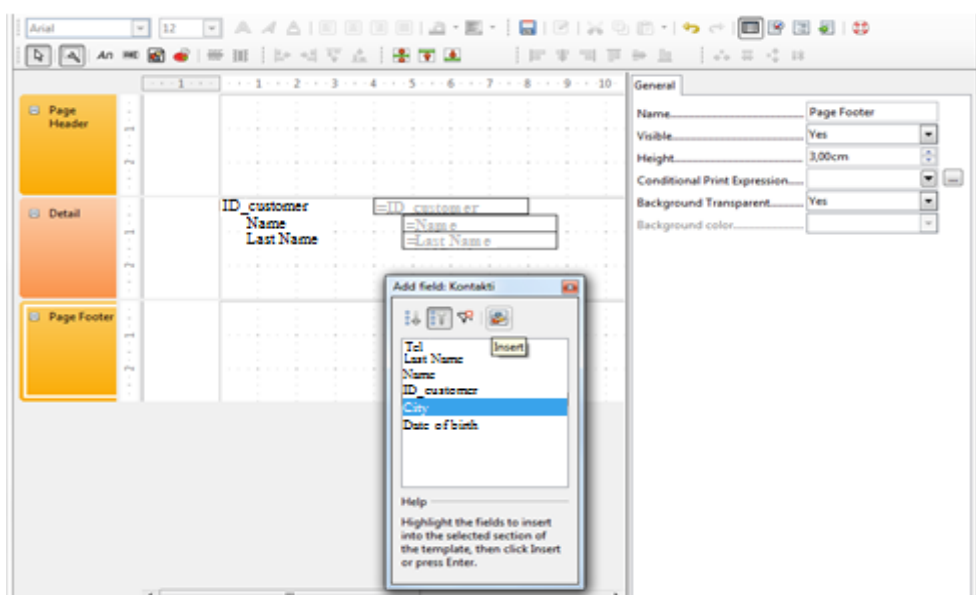 Arial 12
1 1 2 3 4 5 6 7 8 9 10
General
Page Header
Name Page Footer
Visible Yes
Height 3,00cm
Conditional Print Expression ...
Background Transparent Yes
Background color
Detail
ID_customer =ID_customer
Name =Name
Last Name =Last Name
Page Footer
Add field: Kontakti
Insert
Tel
Last Name
Name
ID_customer
City
Date of birth
Help
Highlight the fields to insert
into the selected section of
the template, then click Insert
or press Enter.